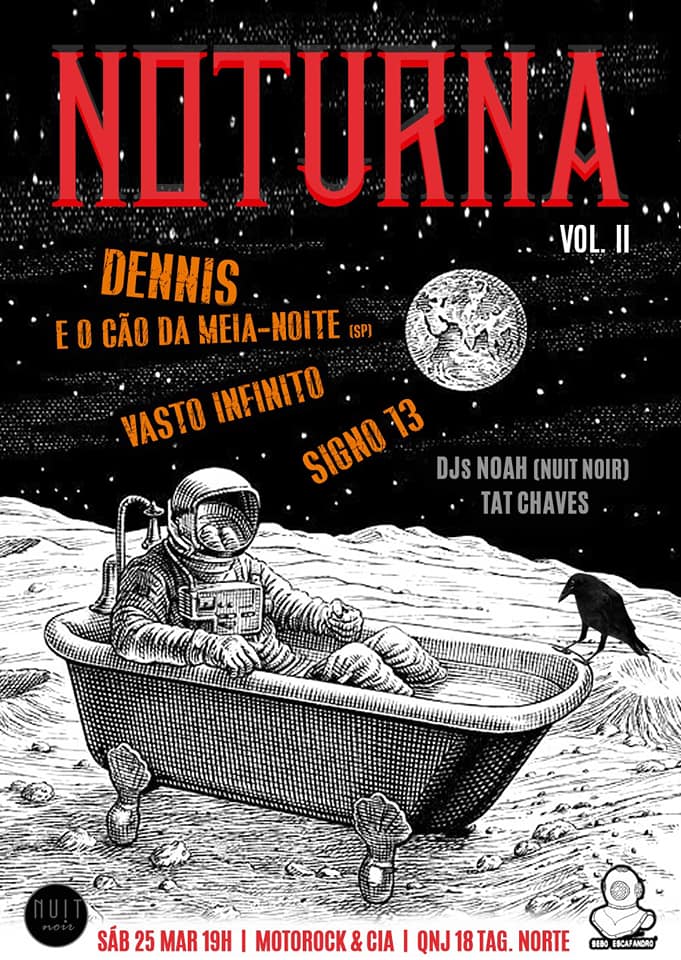 NOTURNA
VOL. II
DENNIS
E O CÃO DA MEIA-NOITE (SP)
VASTO INFINITO
SIGNO 13
DJs NOAH (NUIT NOIR)
TAT CHAVES
NUIT
noir
SEBO ESCAFANDRO
SÁB 25 MAR 19H | MOTOROCK & CIA | QNJ 18 TAG. NORTE